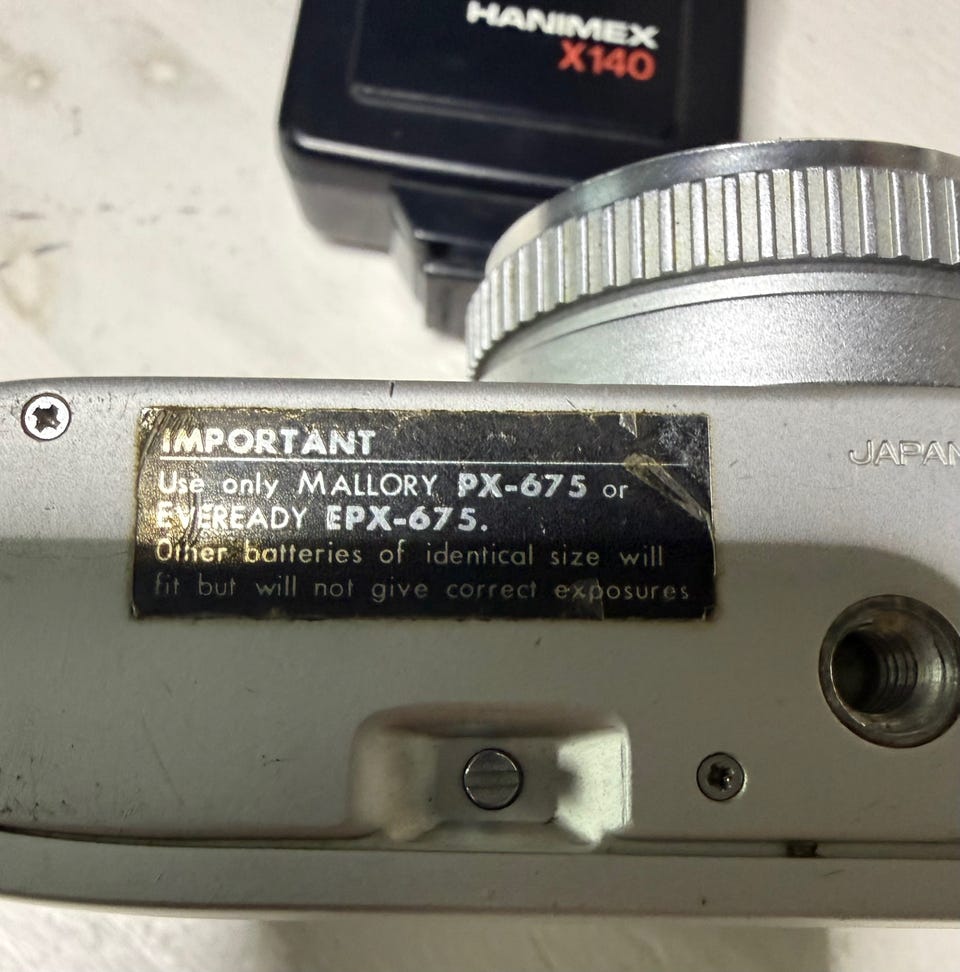 HANIMEX
X140
JAPAN
IMPORTANT
Use only MALLORY PX-675 or
EVEREADY EPX-675.
Other batteries of identical size will
fit but will not give correct exposures